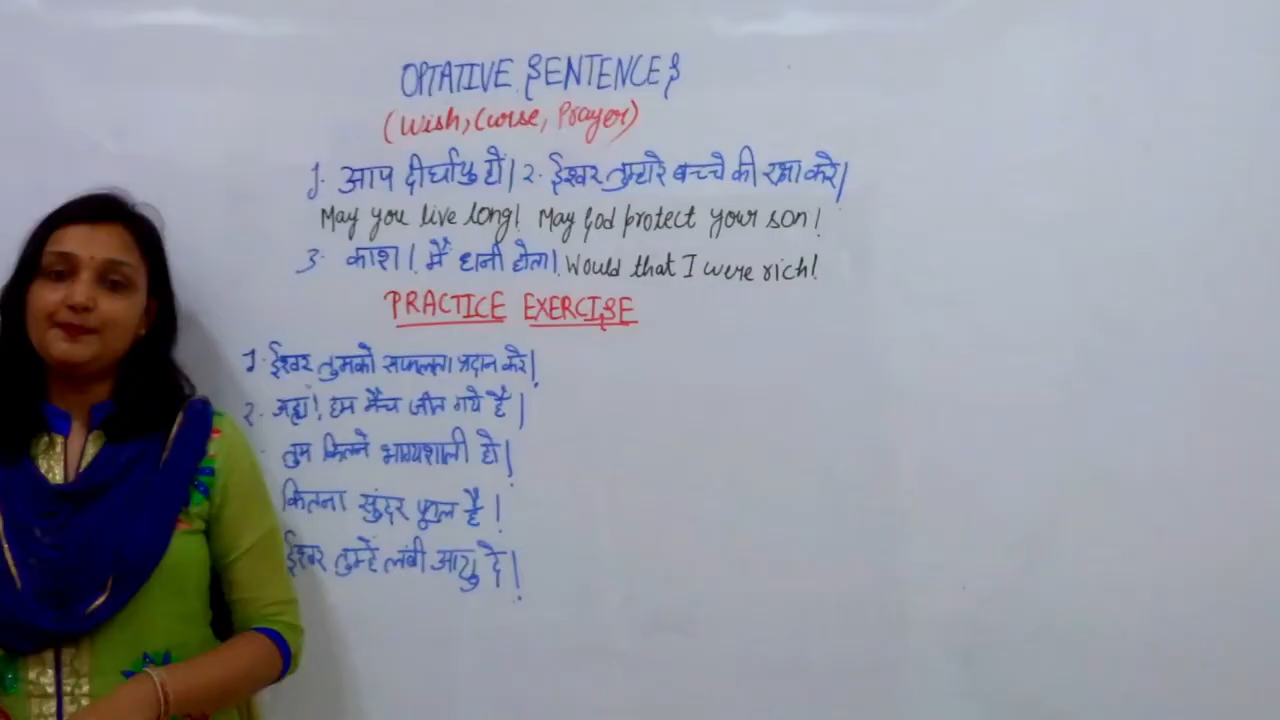 OPTATIVE SENTENCES
(Wish, Curse, Prayer)
1. आप दीर्घायु हों। २. ईश्वर तुम्हारे बच्चे की रक्षा करे।
May you live long! May God protect your son!
3. काश! मैं धनी होता। Would that I were rich!
PRACTICE EXERCISE
1. ईश्वर तुमको सफलता प्रदान करे!
२. अहा! हम मैच जीत गये हैं।
तुम कितने भाग्यशाली हो!
कितना सुंदर फूल है!
ईश्वर तुम्हें लंबी आयु दे!